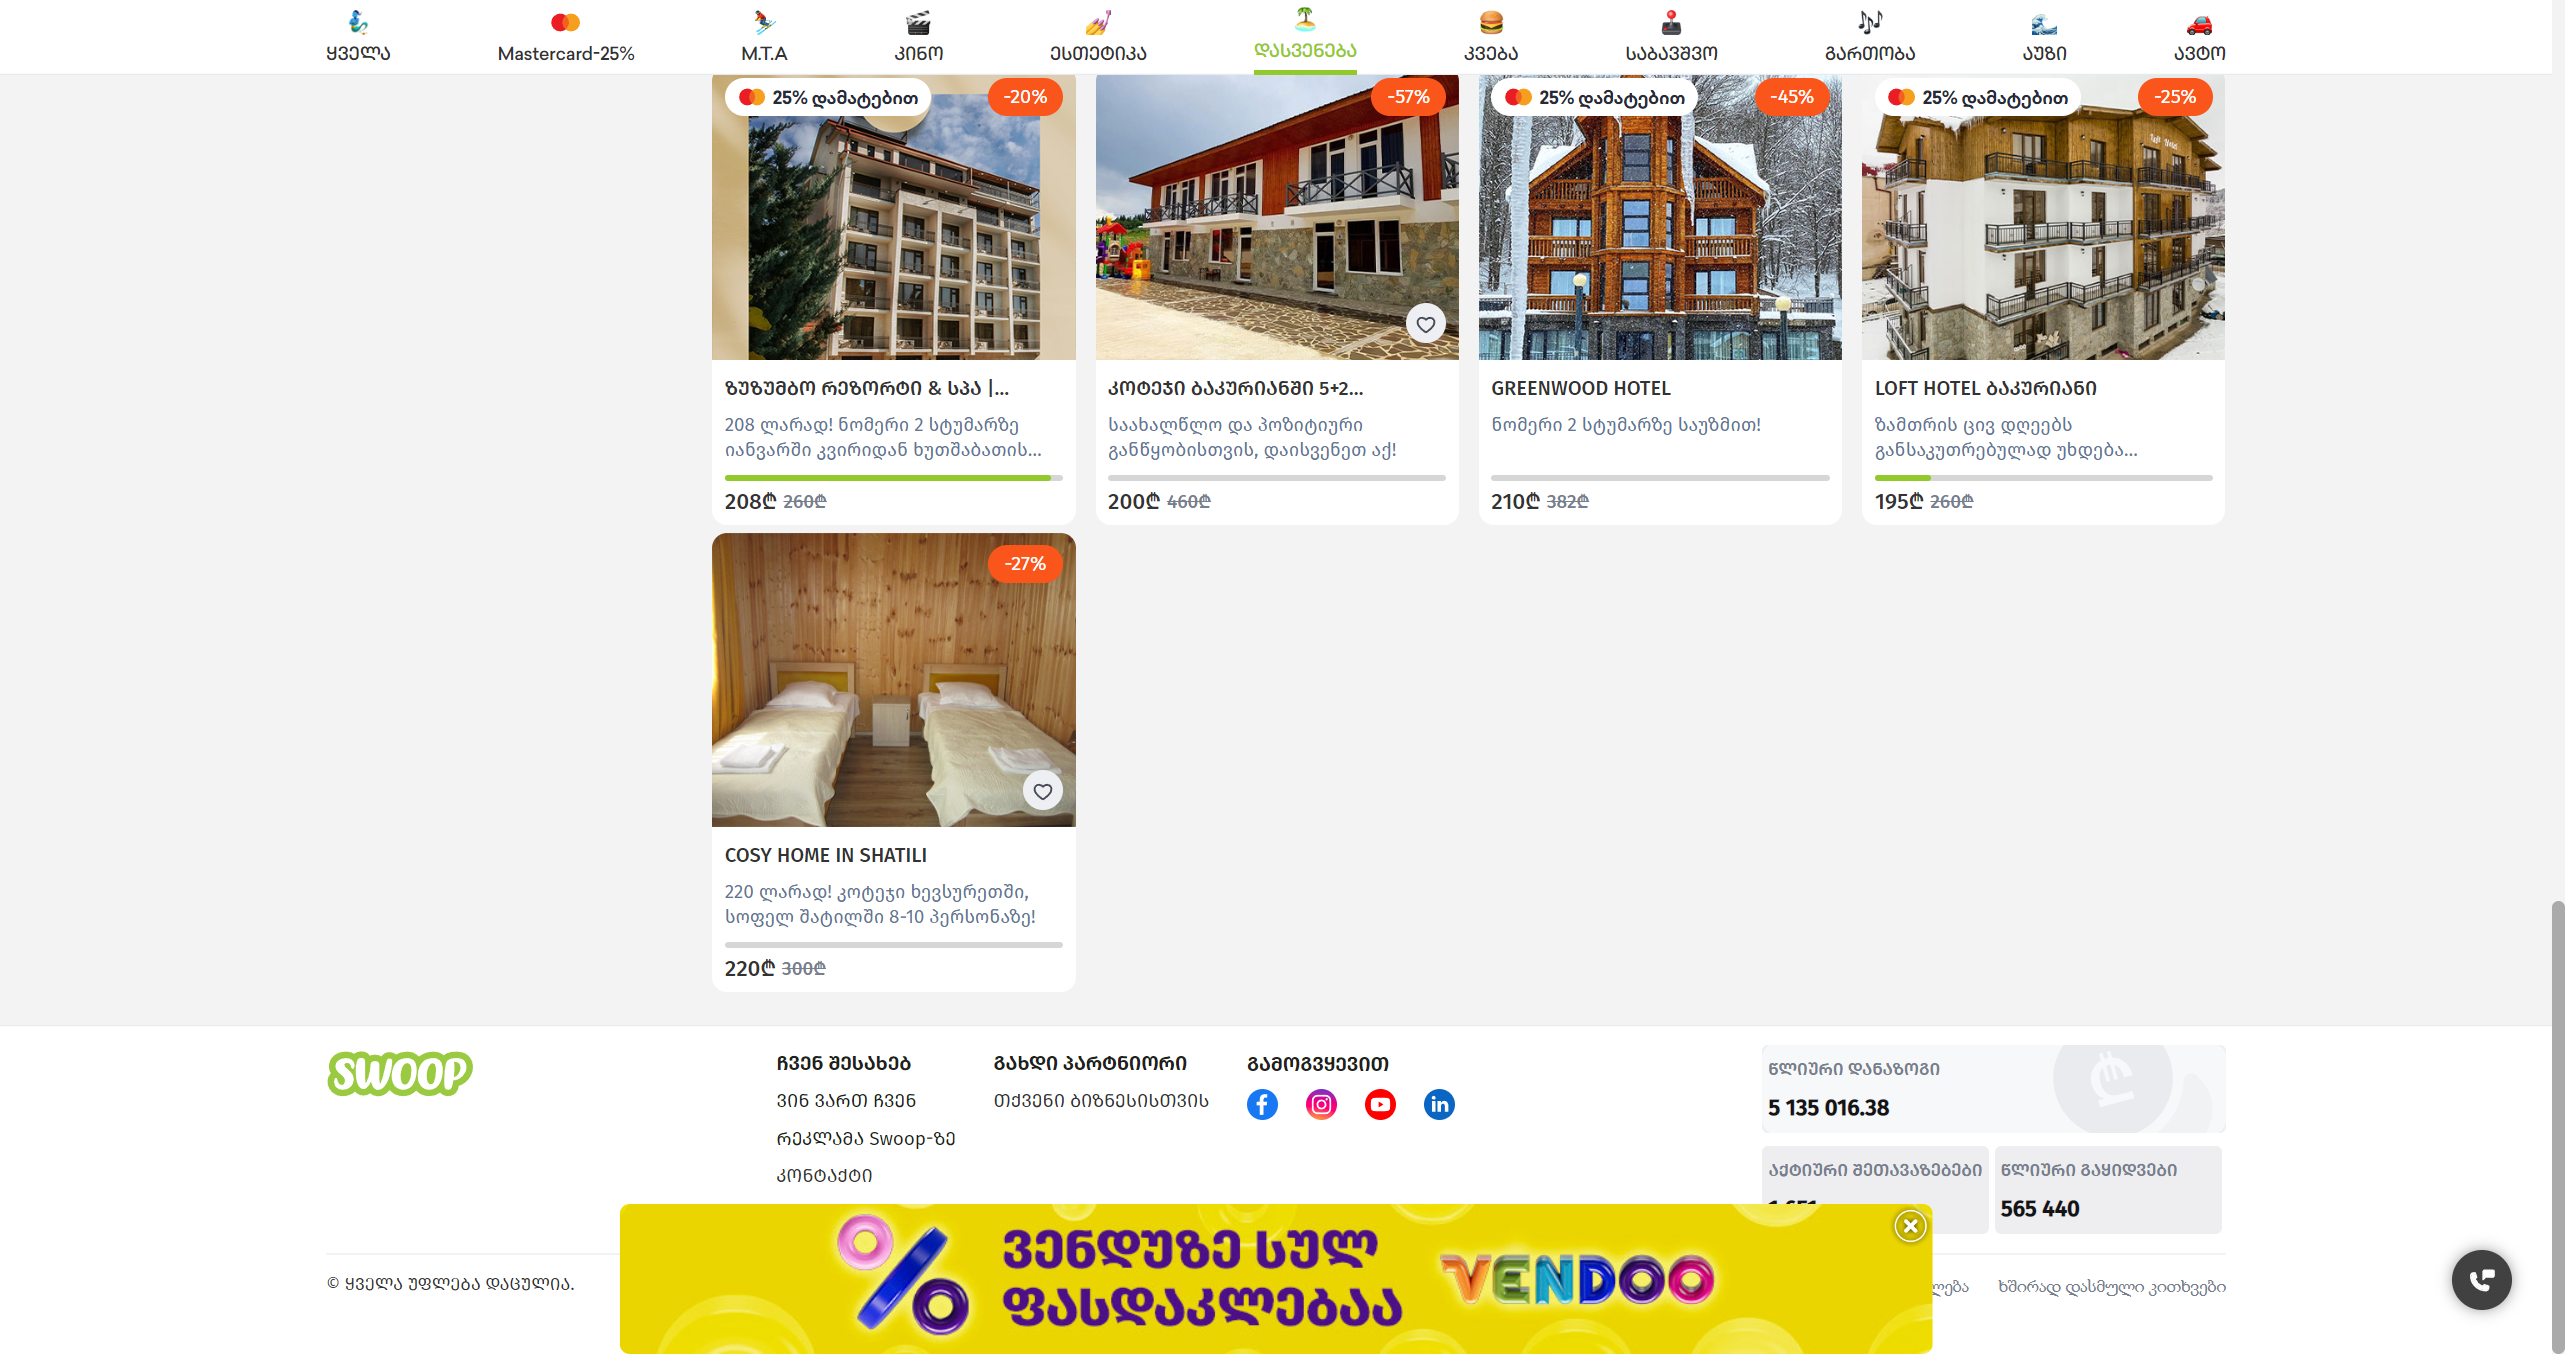 ყველა
Mastercard-25%
M.T.A
კინო
ესთეტიკა
დასვენება
კვება
საბავშვო
გართობა
აუზი
ავტო
25% დამატებით
-20%
-57%
25% დამატებით
-45%
25% დამატებით
-25%
Loft Hotel
ზუზუმბო რეზორტი & სპა |...
208 ლარად! ნომერი 2 სტუმარზე
იანვარში კვირიდან ხუთშაბათის...
208₾ 260₾
კოტეჯი ბაკურიანში 5+2...
საახალწლო და პოზიტიური
განწყობისთვის, დაისვენეთ აქ!
200₾ 460₾
GREENWOOD HOTEL
ნომერი 2 სტუმარზე საუზმით!
210₾ 382₾
LOFT HOTEL ბაკურიანი
ზამთრის ცივ დღეებს
განსაკუთრებულად უხდება...
195₾ 260₾
-27%
COSY HOME IN SHATILI
220 ლარად! კოტეჯი ხევსურეთში,
სოფელ შატილში 8-10 პერსონაზე!
220₾ 300₾
SWOOP
ჩვენ შესახებ
ვინ ვართ ჩვენ
რეკლამა Swoop-ზე
კონტაქტი
გახდი პარტნიორი
თქვენი ბიზნესისთვის
გამოგვყევით
წლიური დანაზოგი
5 135 016.38
აქტიური შეთავაზებები
წლიური გაყიდვები
565 440
ვენდუზე სულ
ფასდაკლებაა
VENDOO
© ყველა უფლება დაცულია.
ხშირად დასმული კითხვები